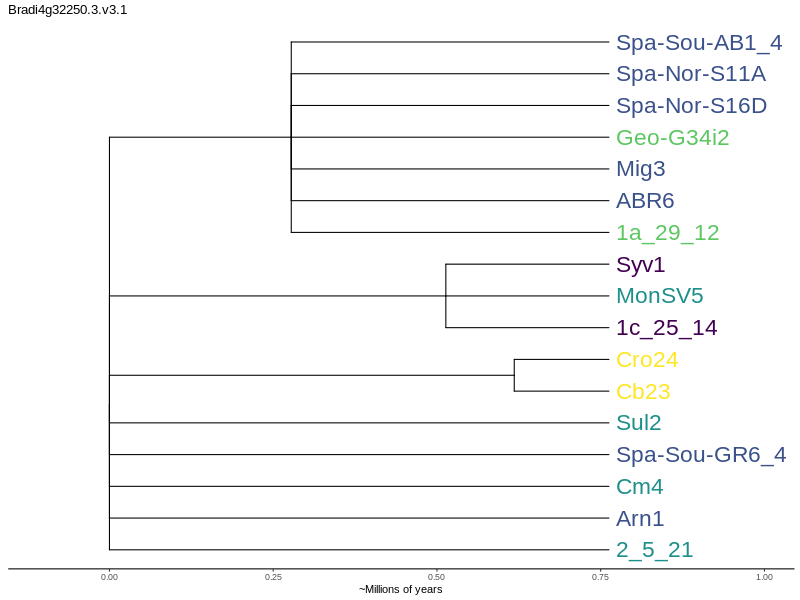 Bradi4g32250.3.v3.1
Spa-Sou-AB1_4
Spa-Nor-S11A
Spa-Nor-S16D
Geo-G34i2
Mig3
ABR6
1a_29_12
Syv1
MonSV5
1c_25_14
Cro24
Cb23
Sul2
Spa-Sou-GR6_4
Cm4
Arn1
2_5_21
0.00 0.25 0.50 0.75 1.00
~Millions of years